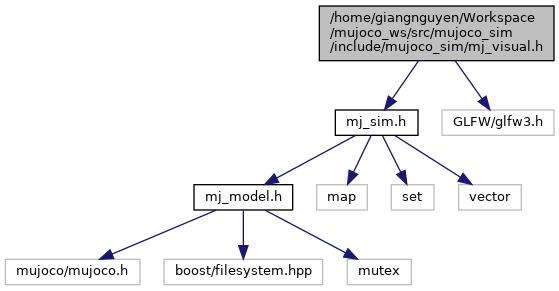 /home/giangnguyen/Workspace
/mujoco_ws/src/mujoco_sim
/include/mujoco_sim/mj_visual.h
mj_sim.h
GLFW/glfw3.h
mj_model.h
map
set
vector
mujoco/mujoco.h
boost/filesystem.hpp
mutex